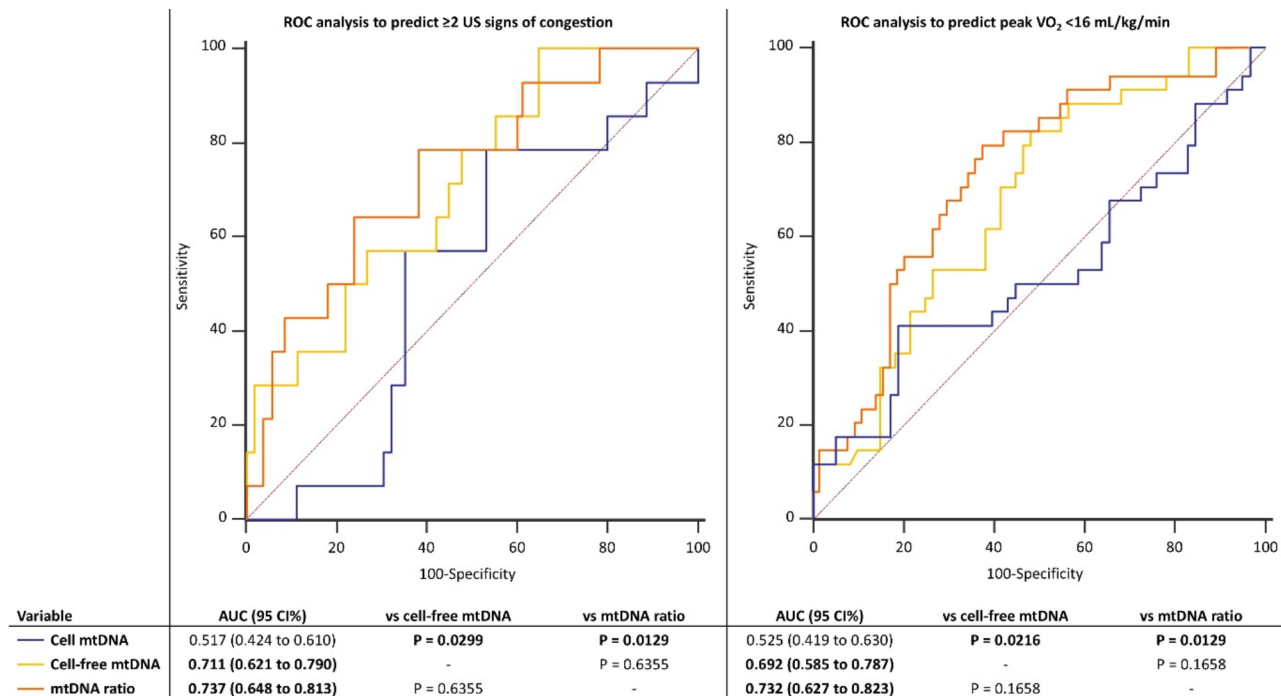 ROC analysis to predict ≥2 US signs of congestion
100
80
60
40
20
0
Sensitivity
0 20 40 60 80 100
100-Specificity
ROC analysis to predict peak VO₂ <16 mL/kg/min
100
80
60
40
20
0
Sensitivity
0 20 40 60 80 100
100-Specificity
Variable AUC (95 CI%) vs cell-free mtDNA vs mtDNA ratio AUC (95 CI%) vs cell-free mtDNA vs mtDNA ratio
Cell mtDNA 0.517 (0.424 to 0.610) P = 0.0299 P = 0.0129 0.525 (0.419 to 0.630) P = 0.0216 P = 0.0129
Cell-free mtDNA 0.711 (0.621 to 0.790) - P = 0.6355 0.692 (0.585 to 0.787) - P = 0.1658
mtDNA ratio 0.737 (0.648 to 0.813) P = 0.6355 - 0.732 (0.627 to 0.823) P = 0.1658 -